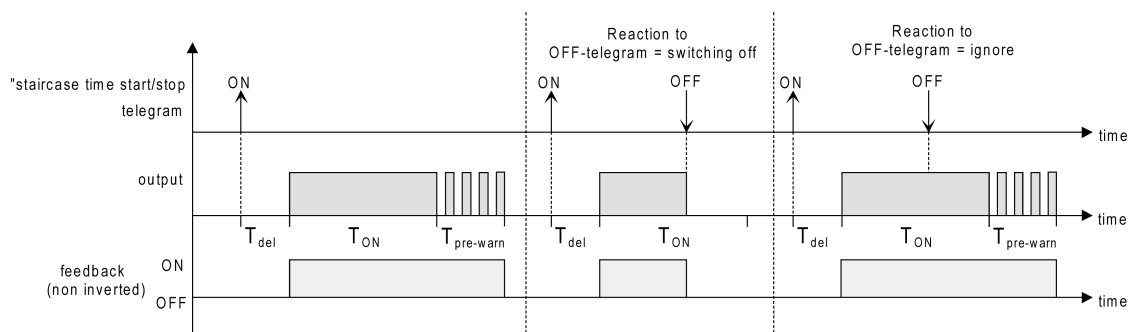 Reaction to
OFF-telegram = switching off
Reaction to
OFF-telegram = ignore
"staircase time start/stop
telegram
ON
ON
OFF
ON
OFF
time
output
time
T del
T ON
T pre-warn
T del
T ON
T del
T ON
T pre-warn
feedback
(non inverted)
ON
OFF
time